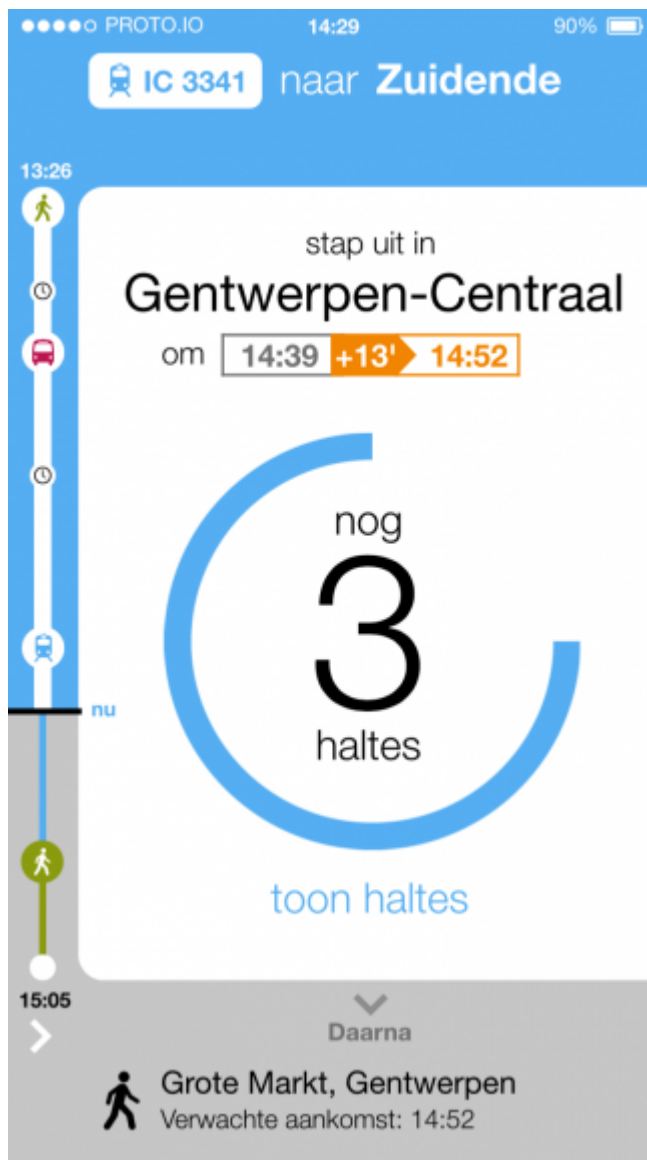 PROTO.IO 14:29 90%
IC 3341 naar Zuidende
13:26
stap uit in
Gentwerpen-Centraal
om 14:39 +13' 14:52
nog
3
haltes
nu
toon haltes
15:05
Daarna
Grote Markt, Gentwerpen
Verwachte aankomst: 14:52